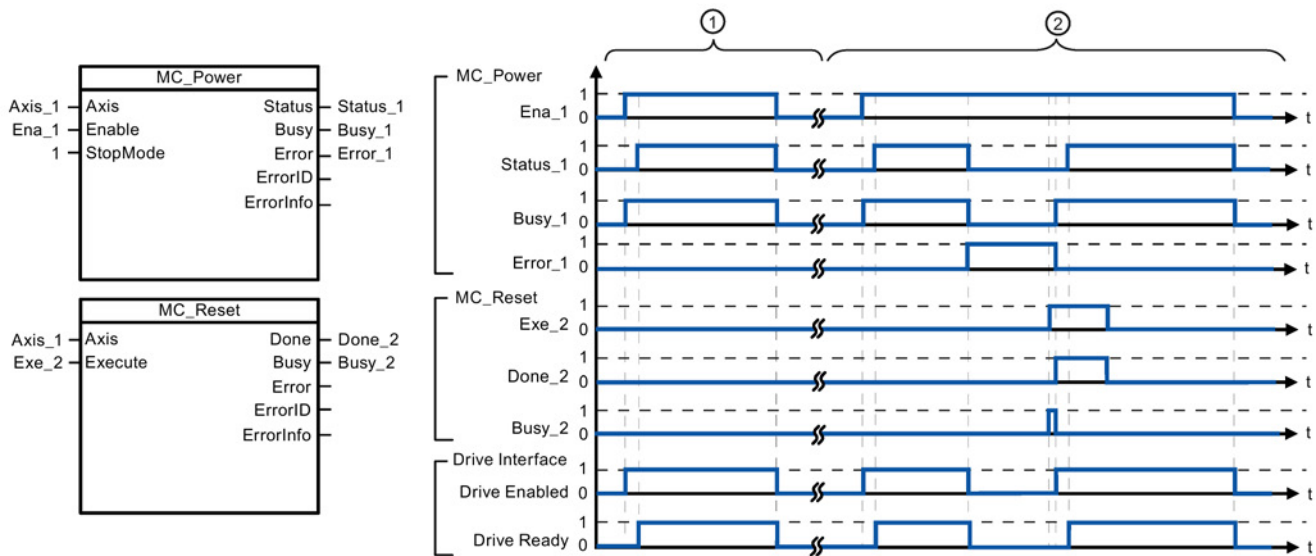 MC_Power
Axis_1 Axis Status Status_1
Ena_1 Enable Busy Busy_1
1 StopMode Error Error_1
ErrorID
ErrorInfo
MC_Reset
Axis_1 Axis Done Done_2
Exe_2 Execute Busy Busy_2
Error
ErrorID
ErrorInfo
1 2
MC_Power
1
Ena_1 0 t
1
Status_1 0 t
1
Busy_1 0 t
1
Error_1 0 t
MC_Reset
1
Exe_2 0 t
1
Done_2 0 t
1
Busy_2 0 t
Drive Interface
1
Drive Enabled 0 t
1
Drive Ready 0 t